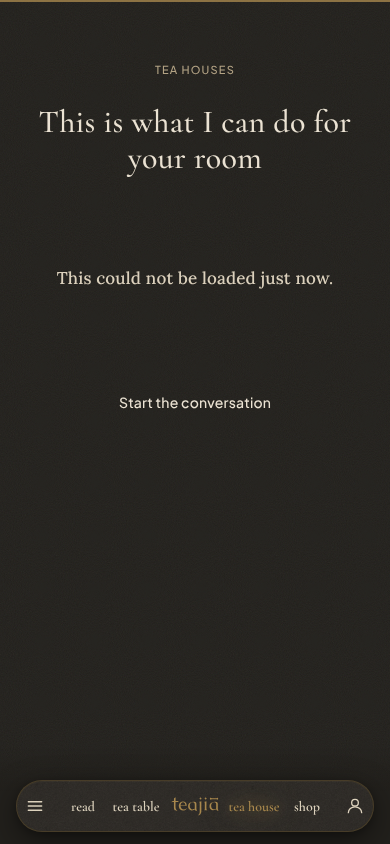 TEA HOUSES
This is what I can do for
your room
This could not be loaded just now.
Start the conversation
read tea table teajiā tea house shop